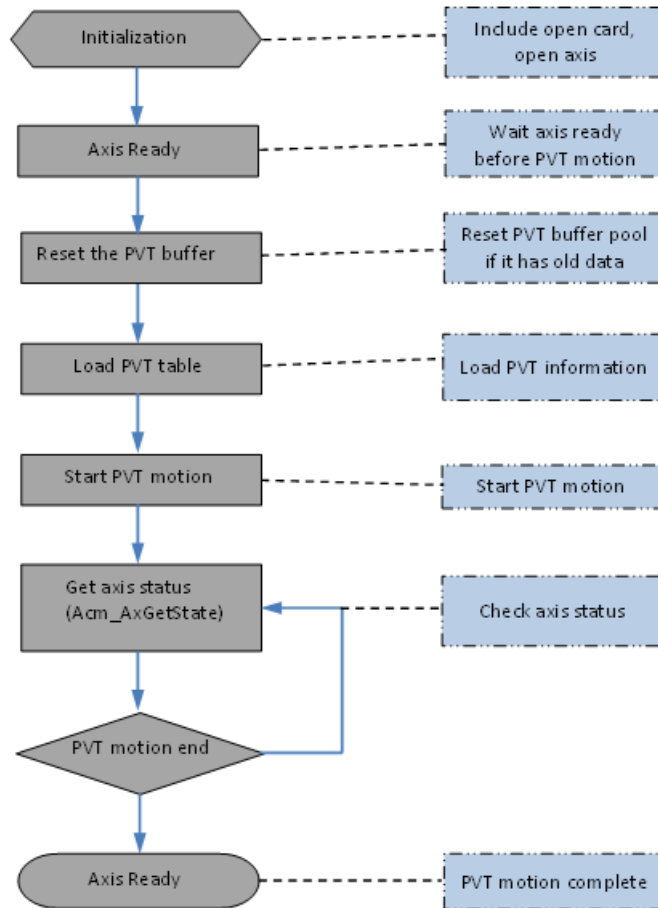 Initialization
Include open card,
open axis
Axis Ready
Wait axis ready
before PVT motion
Reset the PVT buffer
Reset PVT buffer pool
if it has old data
Load PVT table
Load PVT information
Start PVT motion
Start PVT motion
Get axis status
(Acm_AxGetState)
Check axis status
PVT motion end
Axis Ready
PVT motion complete